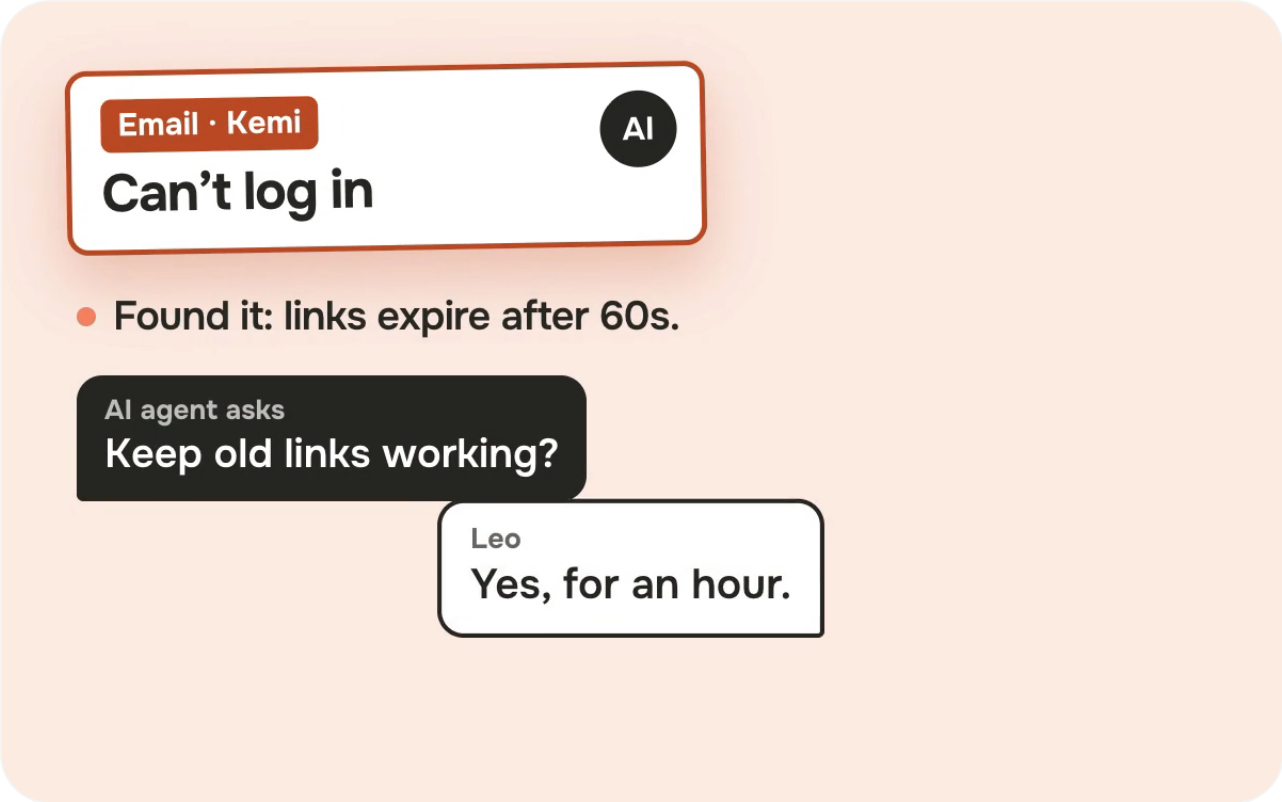 Email · Kemi
AI
Can’t log in
Found it: links expire after 60s.
AI agent asks
Keep old links working?
Leo
Yes, for an hour.